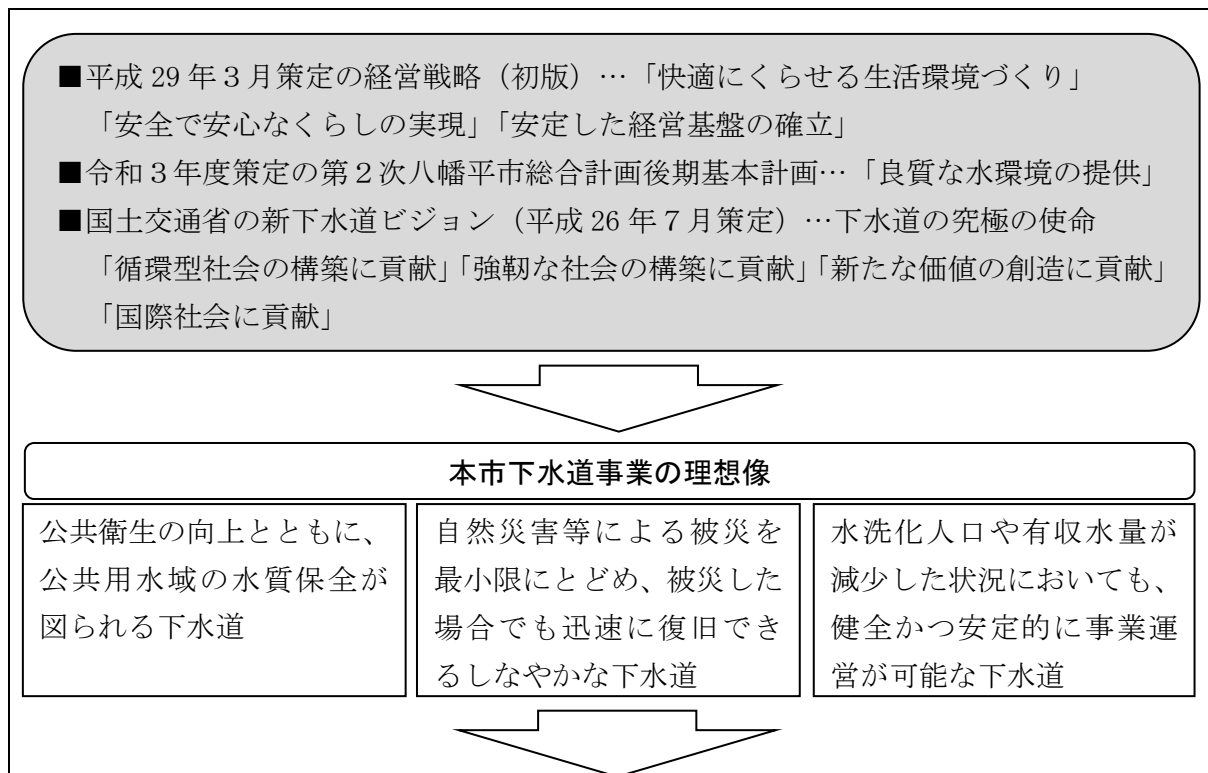 ■平成 29 年３月策定の経営戦略（初版）…「快適にくらせる生活環境づくり」
「安全で安心なくらしの実現」「安定した経営基盤の確立」
■令和３年度策定の第２次八幡平市総合計画後期基本計画…「良質な水環境の提供」
■国土交通省の新下水道ビジョン（平成 26 年７月策定）…下水道の究極の使命
「循環型社会の構築に貢献」「強靭な社会の構築に貢献」「新たな価値の創造に貢献」
「国際社会に貢献」
本市下水道事業の理想像
公共衛生の向上とともに、
公共用水域の水質保全が
図られる下水道
自然災害等による被災を
最小限にとどめ、被災した
場合でも迅速に復旧でき
るしなやかな下水道
水洗化人口や有収水量が
減少した状況においても、
健全かつ安定的に事業運
営が可能な下水道